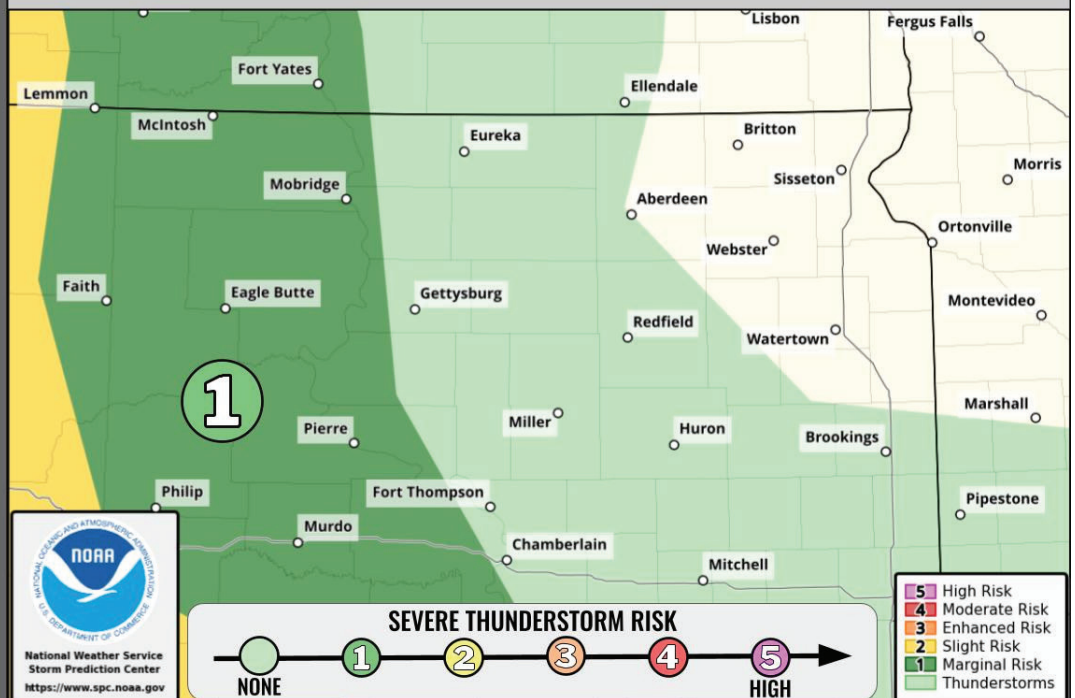 Lisbon
Fergus Falls
Fort Yates
Ellendale
Lemmon
McIntosh
Eureka
Britton
Morris
Sisseton
Mobridge
Aberdeen
Ortonville
Webster
Faith
Eagle Butte
Gettysburg
Montevideo
Redfield
Watertown
1
Marshall
Miller
Pierre
Huron
Brookings
Philip
Fort Thompson
Pipestone
Murdo
Chamberlain
Mitchell
NATIONAL OCEANIC AND ATMOSPHERIC ADMINISTRATION
NOAA
U.S. DEPARTMENT OF COMMERCE
National Weather Service
Storm Prediction Center
https://www.spc.noaa.gov
SEVERE THUNDERSTORM RISK
1 2 3 4 5
NONE HIGH
5 High Risk
4 Moderate Risk
3 Enhanced Risk
2 Slight Risk
1 Marginal Risk
Thunderstorms